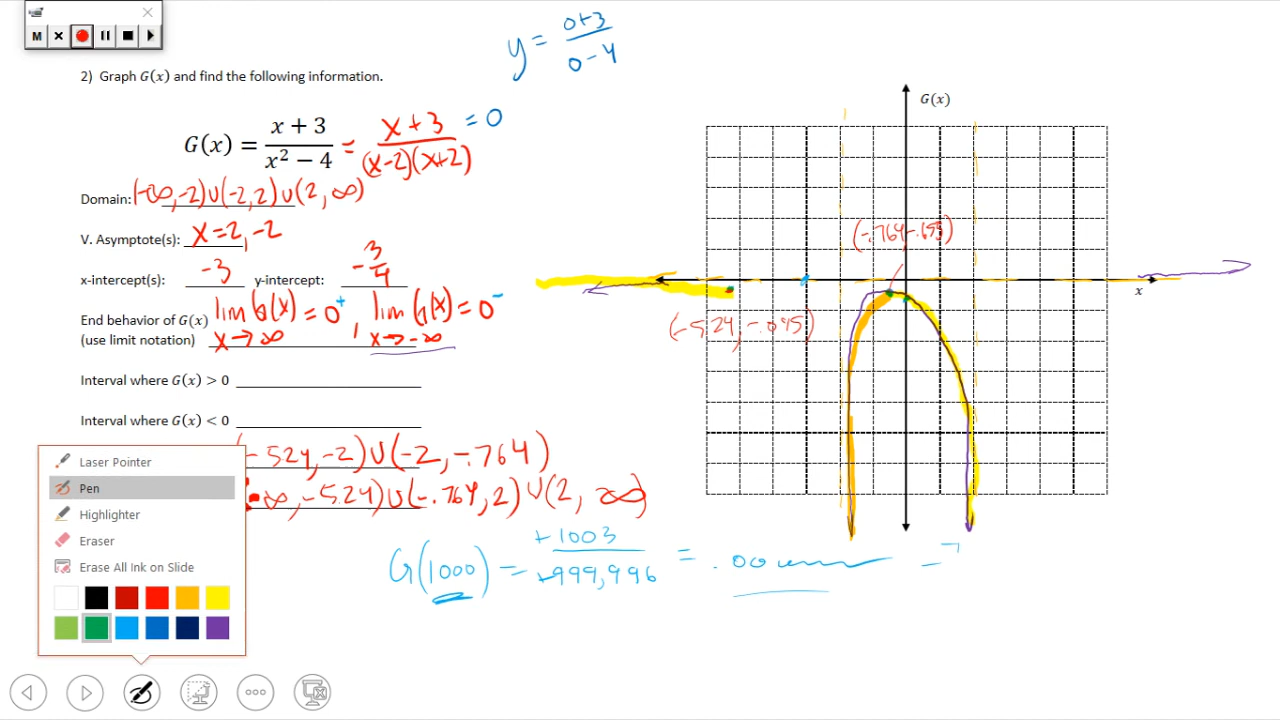 M
y = 0+3 / 0-4
2) Graph G(x) and find the following information.
G(x)
G(x) = x + 3 / x² − 4 = x+3 / (x-2)(x+2) = 0
Domain: (-∞,-2)∪(-2,2)∪(2,∞)
V. Asymptote(s): x=2,-2
(-.764,-.655)
x-intercept(s): -3 y-intercept: -3/4
x
End behavior of G(x) lim G(x) = 0⁺, lim G(x) = 0⁻
(use limit notation) x→∞ x→-∞
(-5.24,-.095)
Interval where G(x) > 0
Interval where G(x) < 0
(-5.24,-2)∪(-2,-.764)
-∞,-5.24)∪(-.764,2)∪(2,∞)
G(1000) = +1003 / +999,996 = .00
Laser Pointer
Pen
Highlighter
Eraser
Erase All Ink on Slide